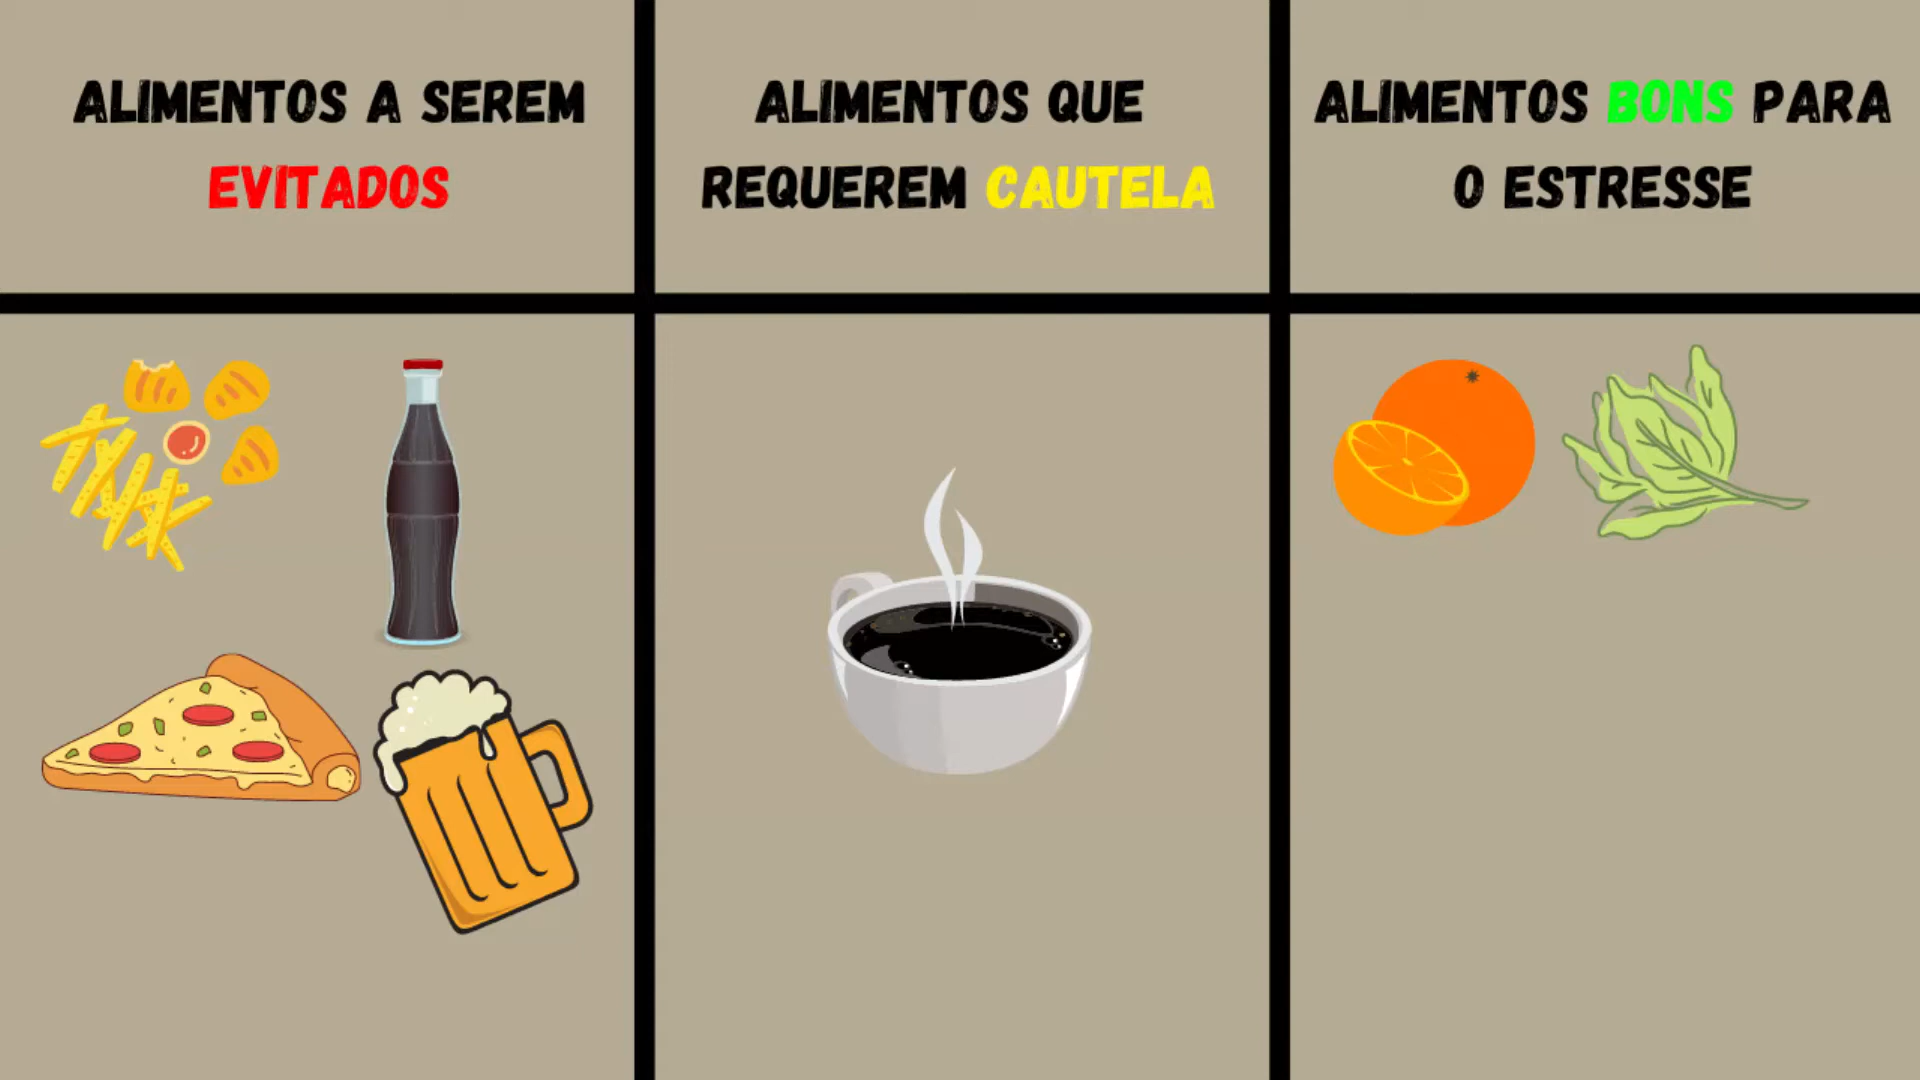 ALIMENTOS A SEREM
EVITADOS
ALIMENTOS QUE
REQUEREM CAUTELA
ALIMENTOS BONS PARA
O ESTRESSE